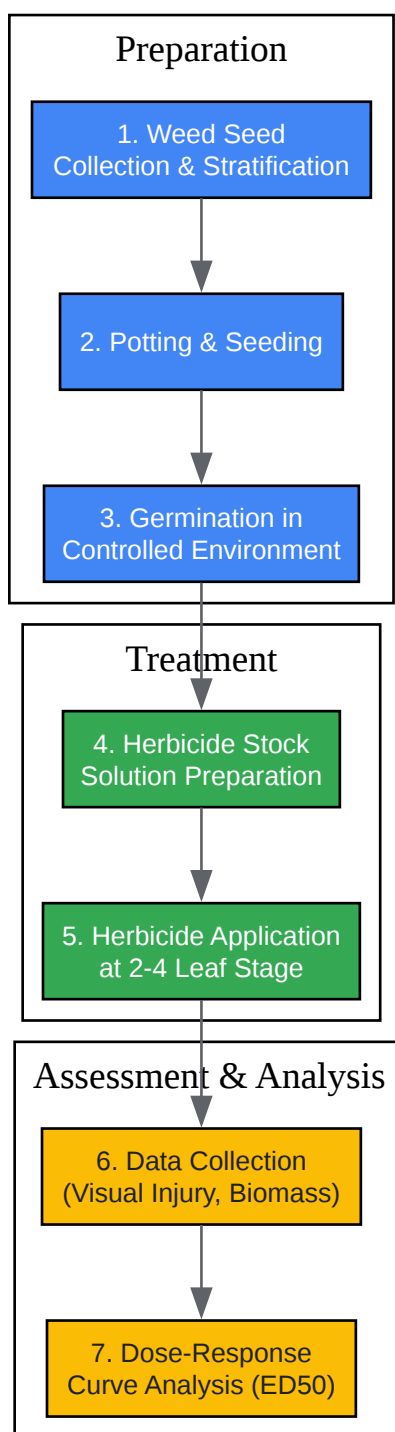 Preparation
1. Weed Seed
Collection & Stratification
2. Potting & Seeding
3. Germination in
Controlled Environment
Treatment
4. Herbicide Stock
Solution Preparation
5. Herbicide Application
at 2-4 Leaf Stage
Assessment & Analysis
6. Data Collection
(Visual Injury, Biomass)
7. Dose-Response
Curve Analysis (ED50)